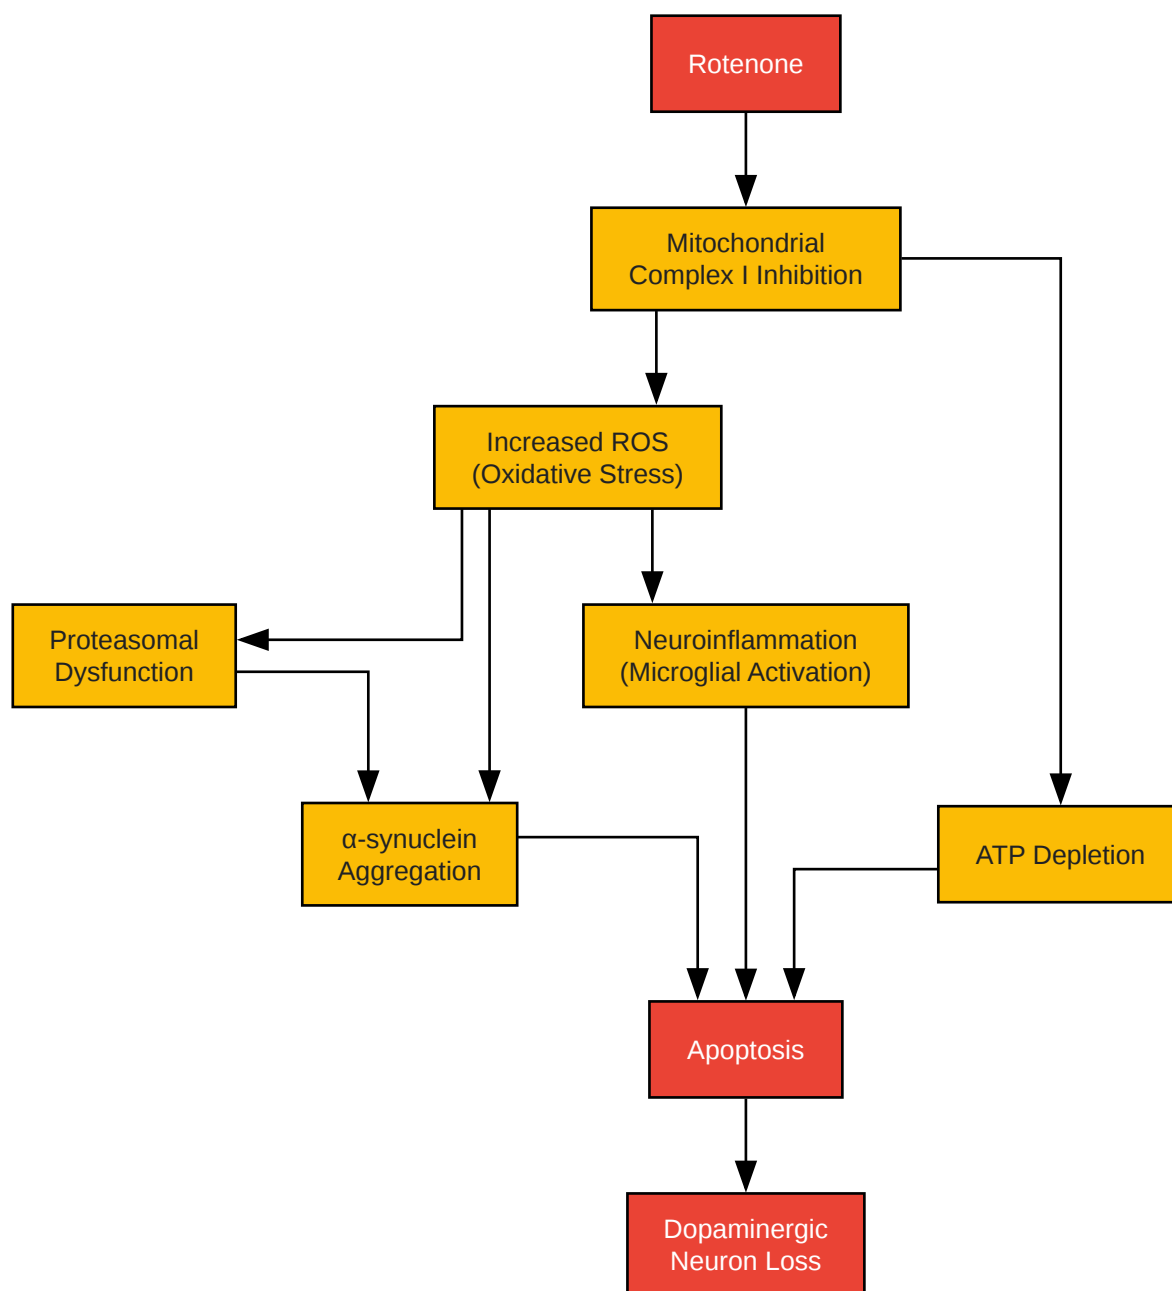 Rotenone
Mitochondrial
Complex I Inhibition
Increased ROS
(Oxidative Stress)
Proteasomal
Dysfunction
Neuroinflammation
(Microglial Activation)
α-synuclein
Aggregation
ATP Depletion
Apoptosis
Dopaminergic
Neuron Loss